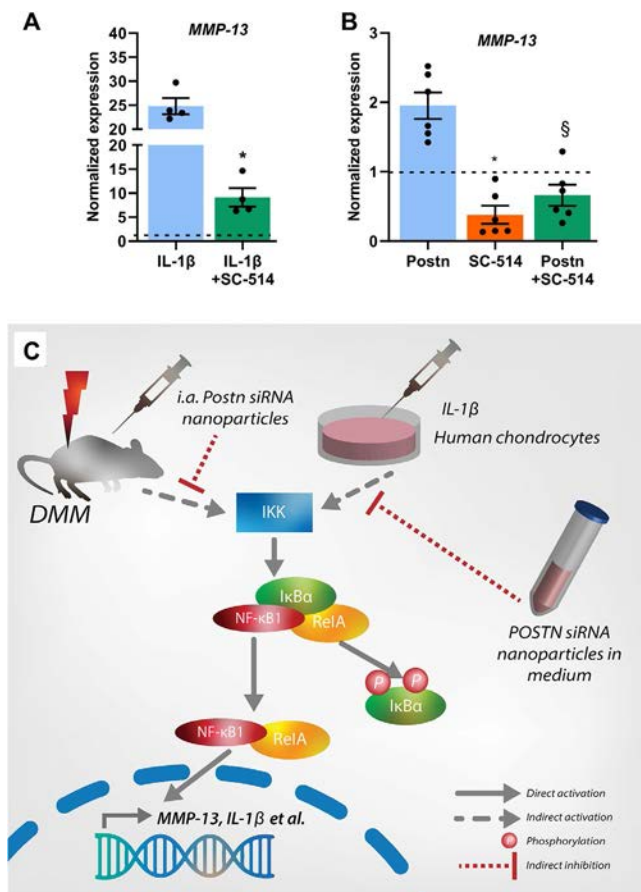 A
MMP-13
Normalized expression
40
35
30
25
20
20
15
10
5
0
IL-1β
IL-1β
+SC-514
*
B
MMP-13
Normalized expression
3
2
1
0
Postn
SC-514
Postn
+SC-514
*
§
C
i.a. Postn siRNA
nanoparticles
IL-1β
Human chondrocytes
DMM
IKK
IκBα
NF-κB1
RelA
P
P
IκBα
POSTN siRNA
nanoparticles in
medium
NF-κB1
RelA
MMP-13, IL-1β et al.
Direct activation
Indirect activation
P
Phosphorylation
Indirect inhibition